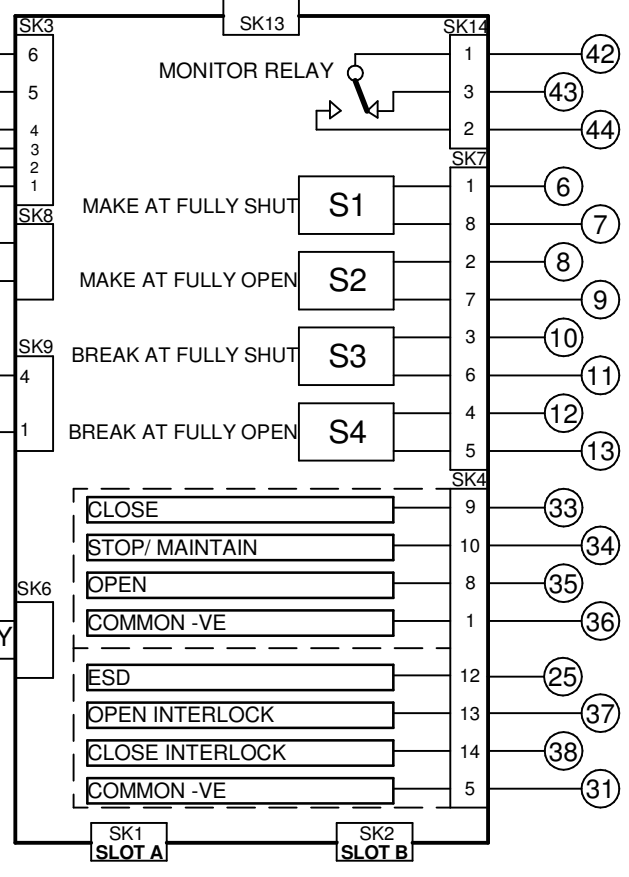 SK3
SK13
SK14
6
MONITOR RELAY
1
42
5
3
43
4
2
44
3
2
1
SK7
MAKE AT FULLY SHUT
S1
1
6
SK8
8
7
MAKE AT FULLY OPEN
S2
2
8
7
9
SK9
BREAK AT FULLY SHUT
S3
3
10
4
6
11
BREAK AT FULLY OPEN
S4
4
12
1
5
13
SK4
CLOSE
9
33
STOP/ MAINTAIN
10
34
SK6
OPEN
8
35
COMMON -VE
1
36
Y
ESD
12
25
OPEN INTERLOCK
13
37
CLOSE INTERLOCK
14
38
COMMON -VE
5
31
SK1
SLOT A
SK2
SLOT B